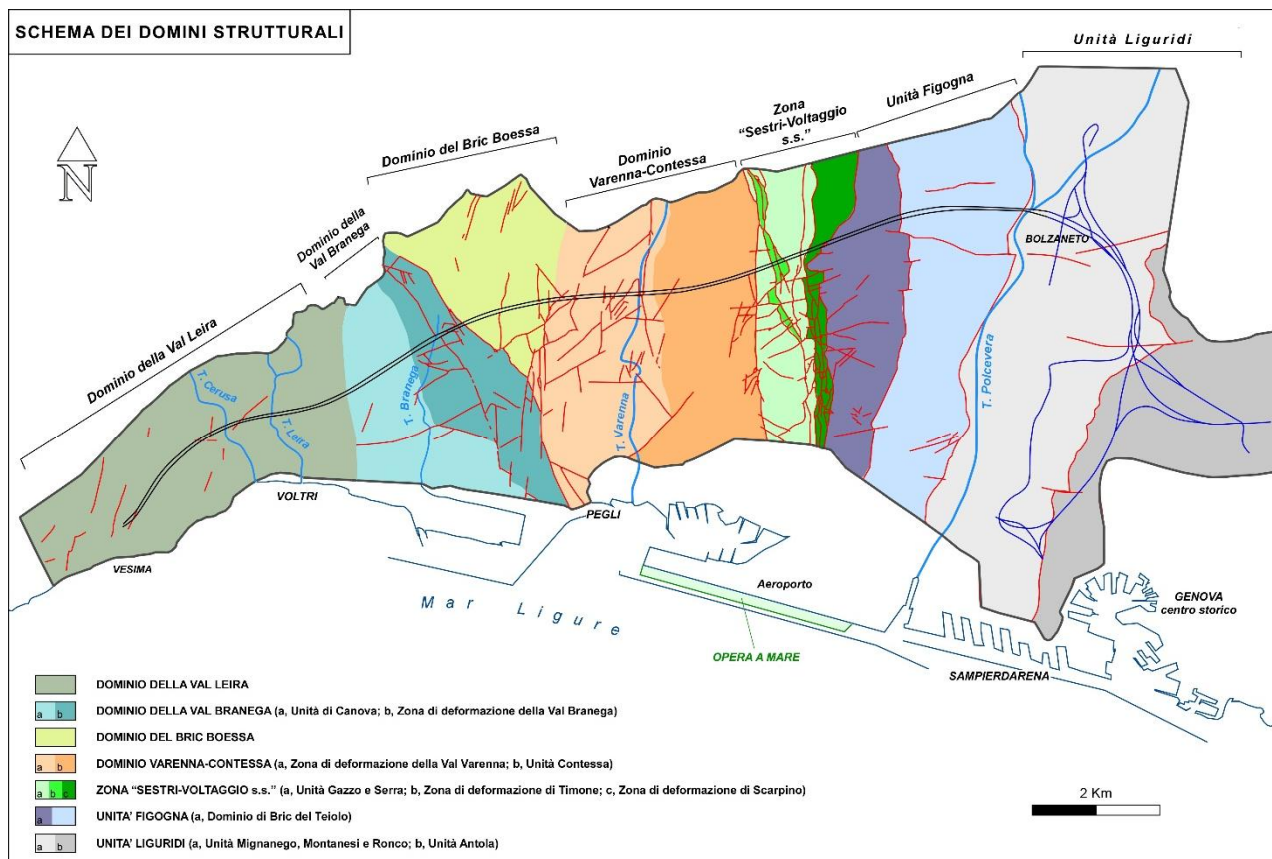 SCHEMA DEI DOMINI STRUTTURALI
Unità Liguridi
Unità Figogna
Zona
“Sestri-Voltaggio
s.s.”
Dominio
Varenna-Contessa
Dominio del Bric Boessa
Dominio della
Val Branega
Dominio della Val Leira
N
T. Cerusa
T. Leira
T. Branega
T. Varenna
T. Polcevera
BOLZANETO
VOLTRI
VESIMA
PEGLI
Aeroporto
Mar Ligure
OPERA A MARE
SAMPIERDARENA
GENOVA
centro storico
a b
DOMINIO DELLA VAL LEIRA
DOMINIO DELLA VAL BRANEGA (a, Unità di Canova; b, Zona di deformazione della Val Branega)
DOMINIO DEL BRIC BOESSA
a b
DOMINIO VARENNA-CONTESSA (a, Zona di deformazione della Val Varenna; b, Unità Contessa)
a b c
ZONA “SESTRI-VOLTAGGIO s.s.” (a, Unità Gazzo e Serra; b, Zona di deformazione di Timone; c, Zona di deformazione di Scarpino)
a
UNITA’ FIGOGNA (a, Dominio di Bric del Teiolo)
a b
UNITA’ LIGURIDI (a, Unità Mignanego, Montanesi e Ronco; b, Unità Antola)
2 Km